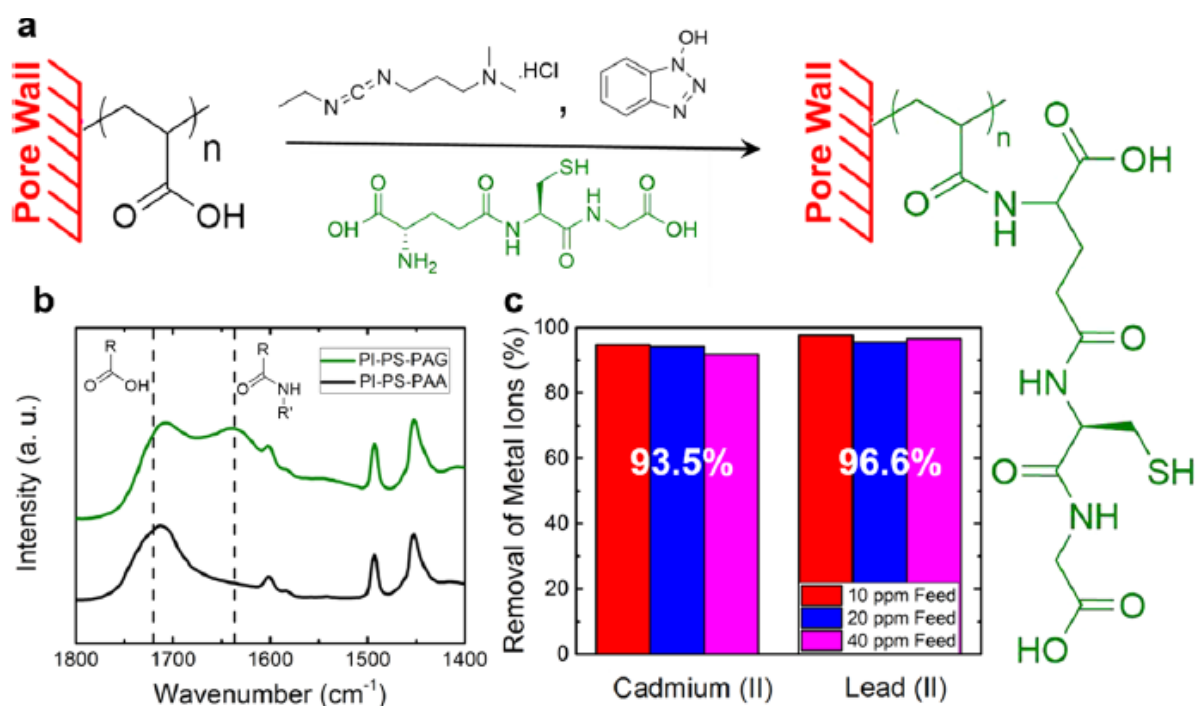 a
Pore Wall
n
O
OH
N
C
N
N
.HCl
,
OH
N
N
N
O
OH
NH2
O
N
H
SH
O
H
N
O
OH
Pore Wall
n
O
N
H
O
OH
O
HN
O
SH
NH
O
HO
b
R
O
OH
R
O
NH
R'
PI-PS-PAG
PI-PS-PAA
Intensity (a. u.)
1800 1700 1600 1500 1400
Wavenumber (cm-1)
c
Removal of Metal Ions (%)
100
80
60
40
20
0
93.5%
96.6%
10 ppm Feed
20 ppm Feed
40 ppm Feed
Cadmium (II) Lead (II)